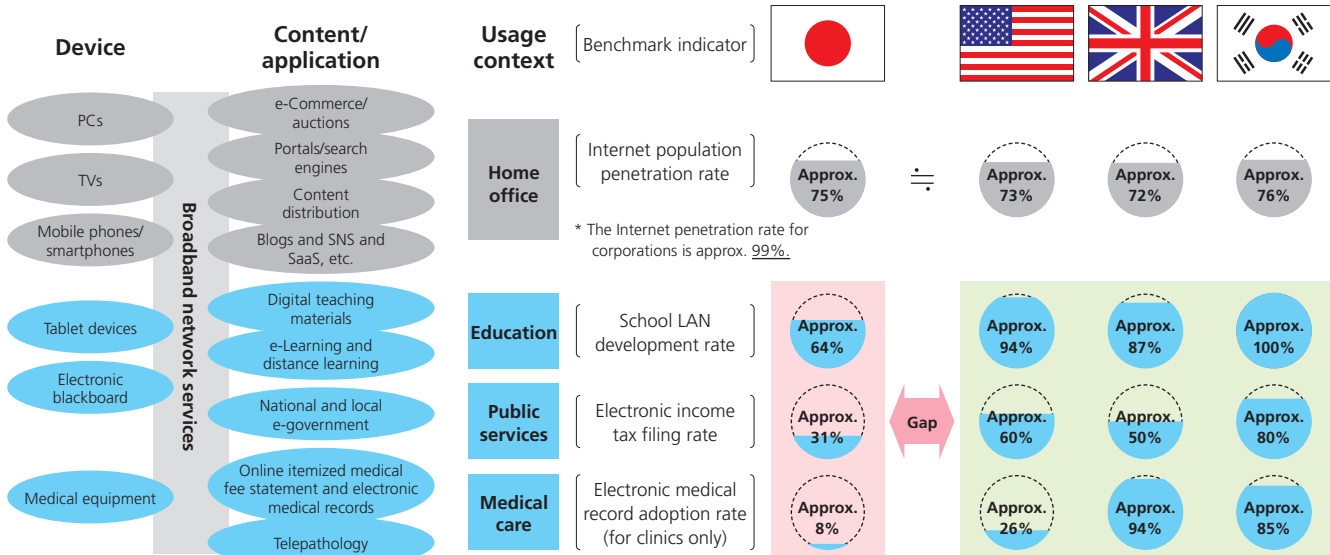 Device
Content/
application
Usage
context
Benchmark indicator
PCs
TVs
Mobile phones/
smartphones
Tablet devices
Electronic
blackboard
Medical equipment
Broadband network services
e-Commerce/
auctions
Portals/search
engines
Content
distribution
Blogs and SNS and
SaaS, etc.
Digital teaching
materials
e-Learning and
distance learning
National and local
e-government
Online itemized medical
fee statement and electronic
medical records
Telepathology
Home
office
Internet population
penetration rate
Approx.
75%
≒
Approx.
73%
Approx.
72%
Approx.
76%
* The Internet penetration rate for
corporations is approx. 99%.
Education
School LAN
development rate
Approx.
64%
Approx.
94%
Approx.
87%
Approx.
100%
Public
services
Electronic income
tax filing rate
Approx.
31%
Gap
Approx.
60%
Approx.
50%
Approx.
80%
Medical
care
Electronic medical
record adoption rate
(for clinics only)
Approx.
8%
Approx.
26%
Approx.
94%
Approx.
85%